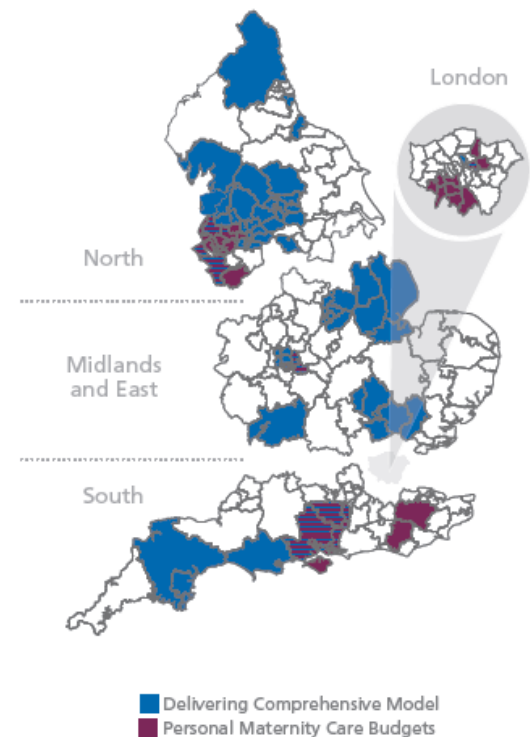 London
North
Midlands
and East
South
Delivering Comprehensive Model
Personal Maternity Care Budgets